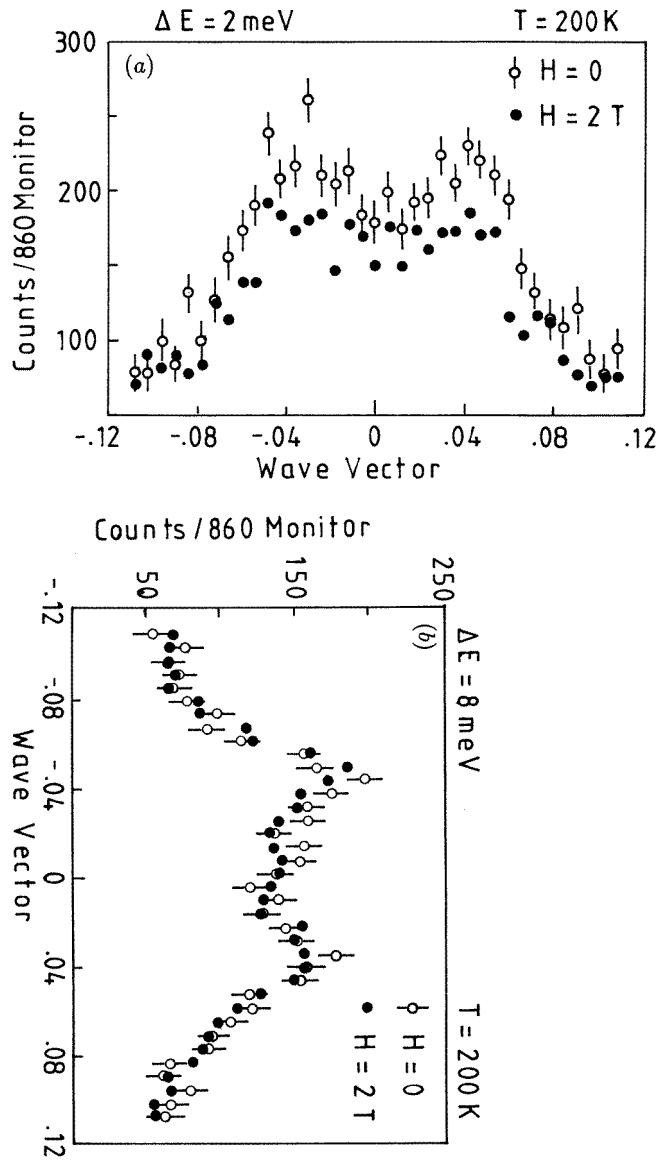 Δ E = 2 meV
T = 200 K
300
(a)
H = 0
H = 2 T
200
100
Counts/860 Monitor
-.12
-.08
-.04
0
.04
.08
.12
Wave Vector
Counts/860 Monitor
50
150
250
(b)
Δ E = 8 meV
T = 200 K
-.12
-.08
-.04
0
.04
.08
.12
Wave Vector
H = 0
H = 2 T